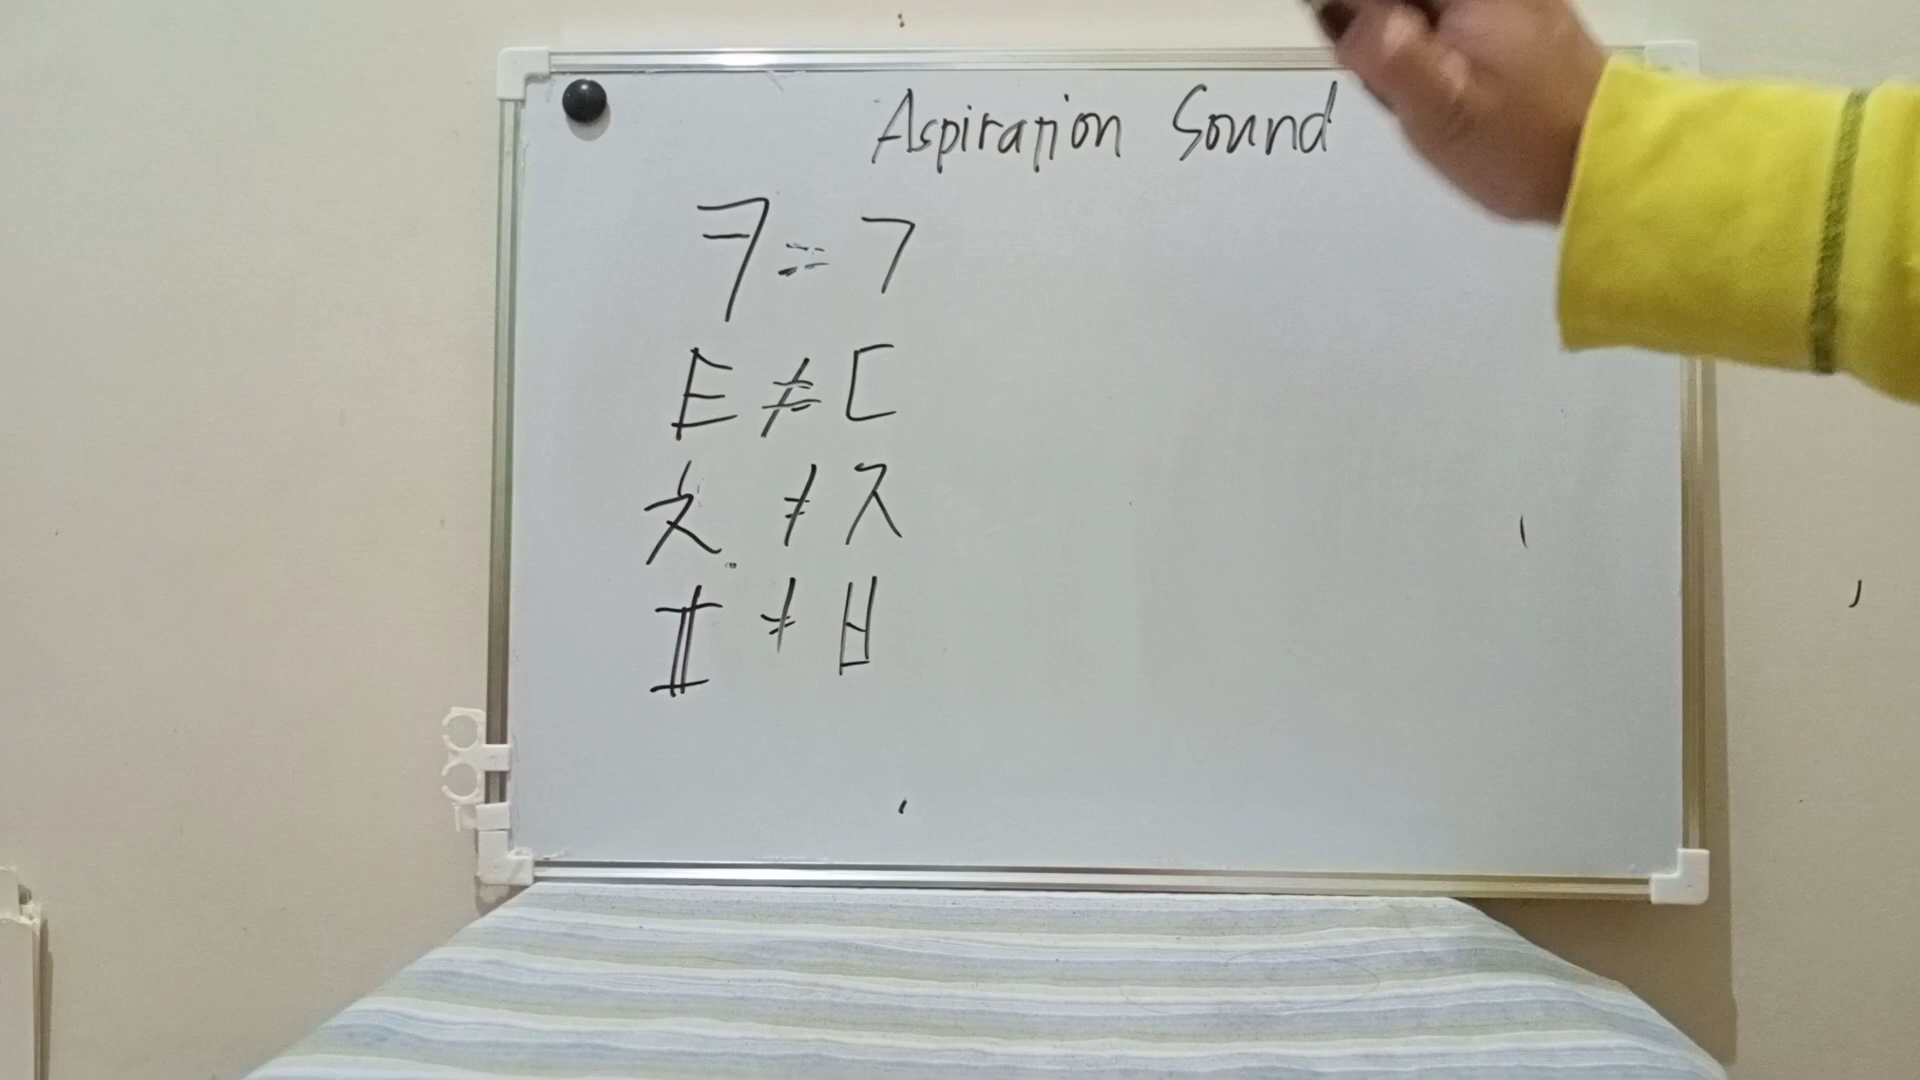 Aspiration Sound
ㅋ = ㄱ
ㅌ ≠ ㄷ
ㅊ ≠ ㅈ
ㅍ ≠ ㅂ